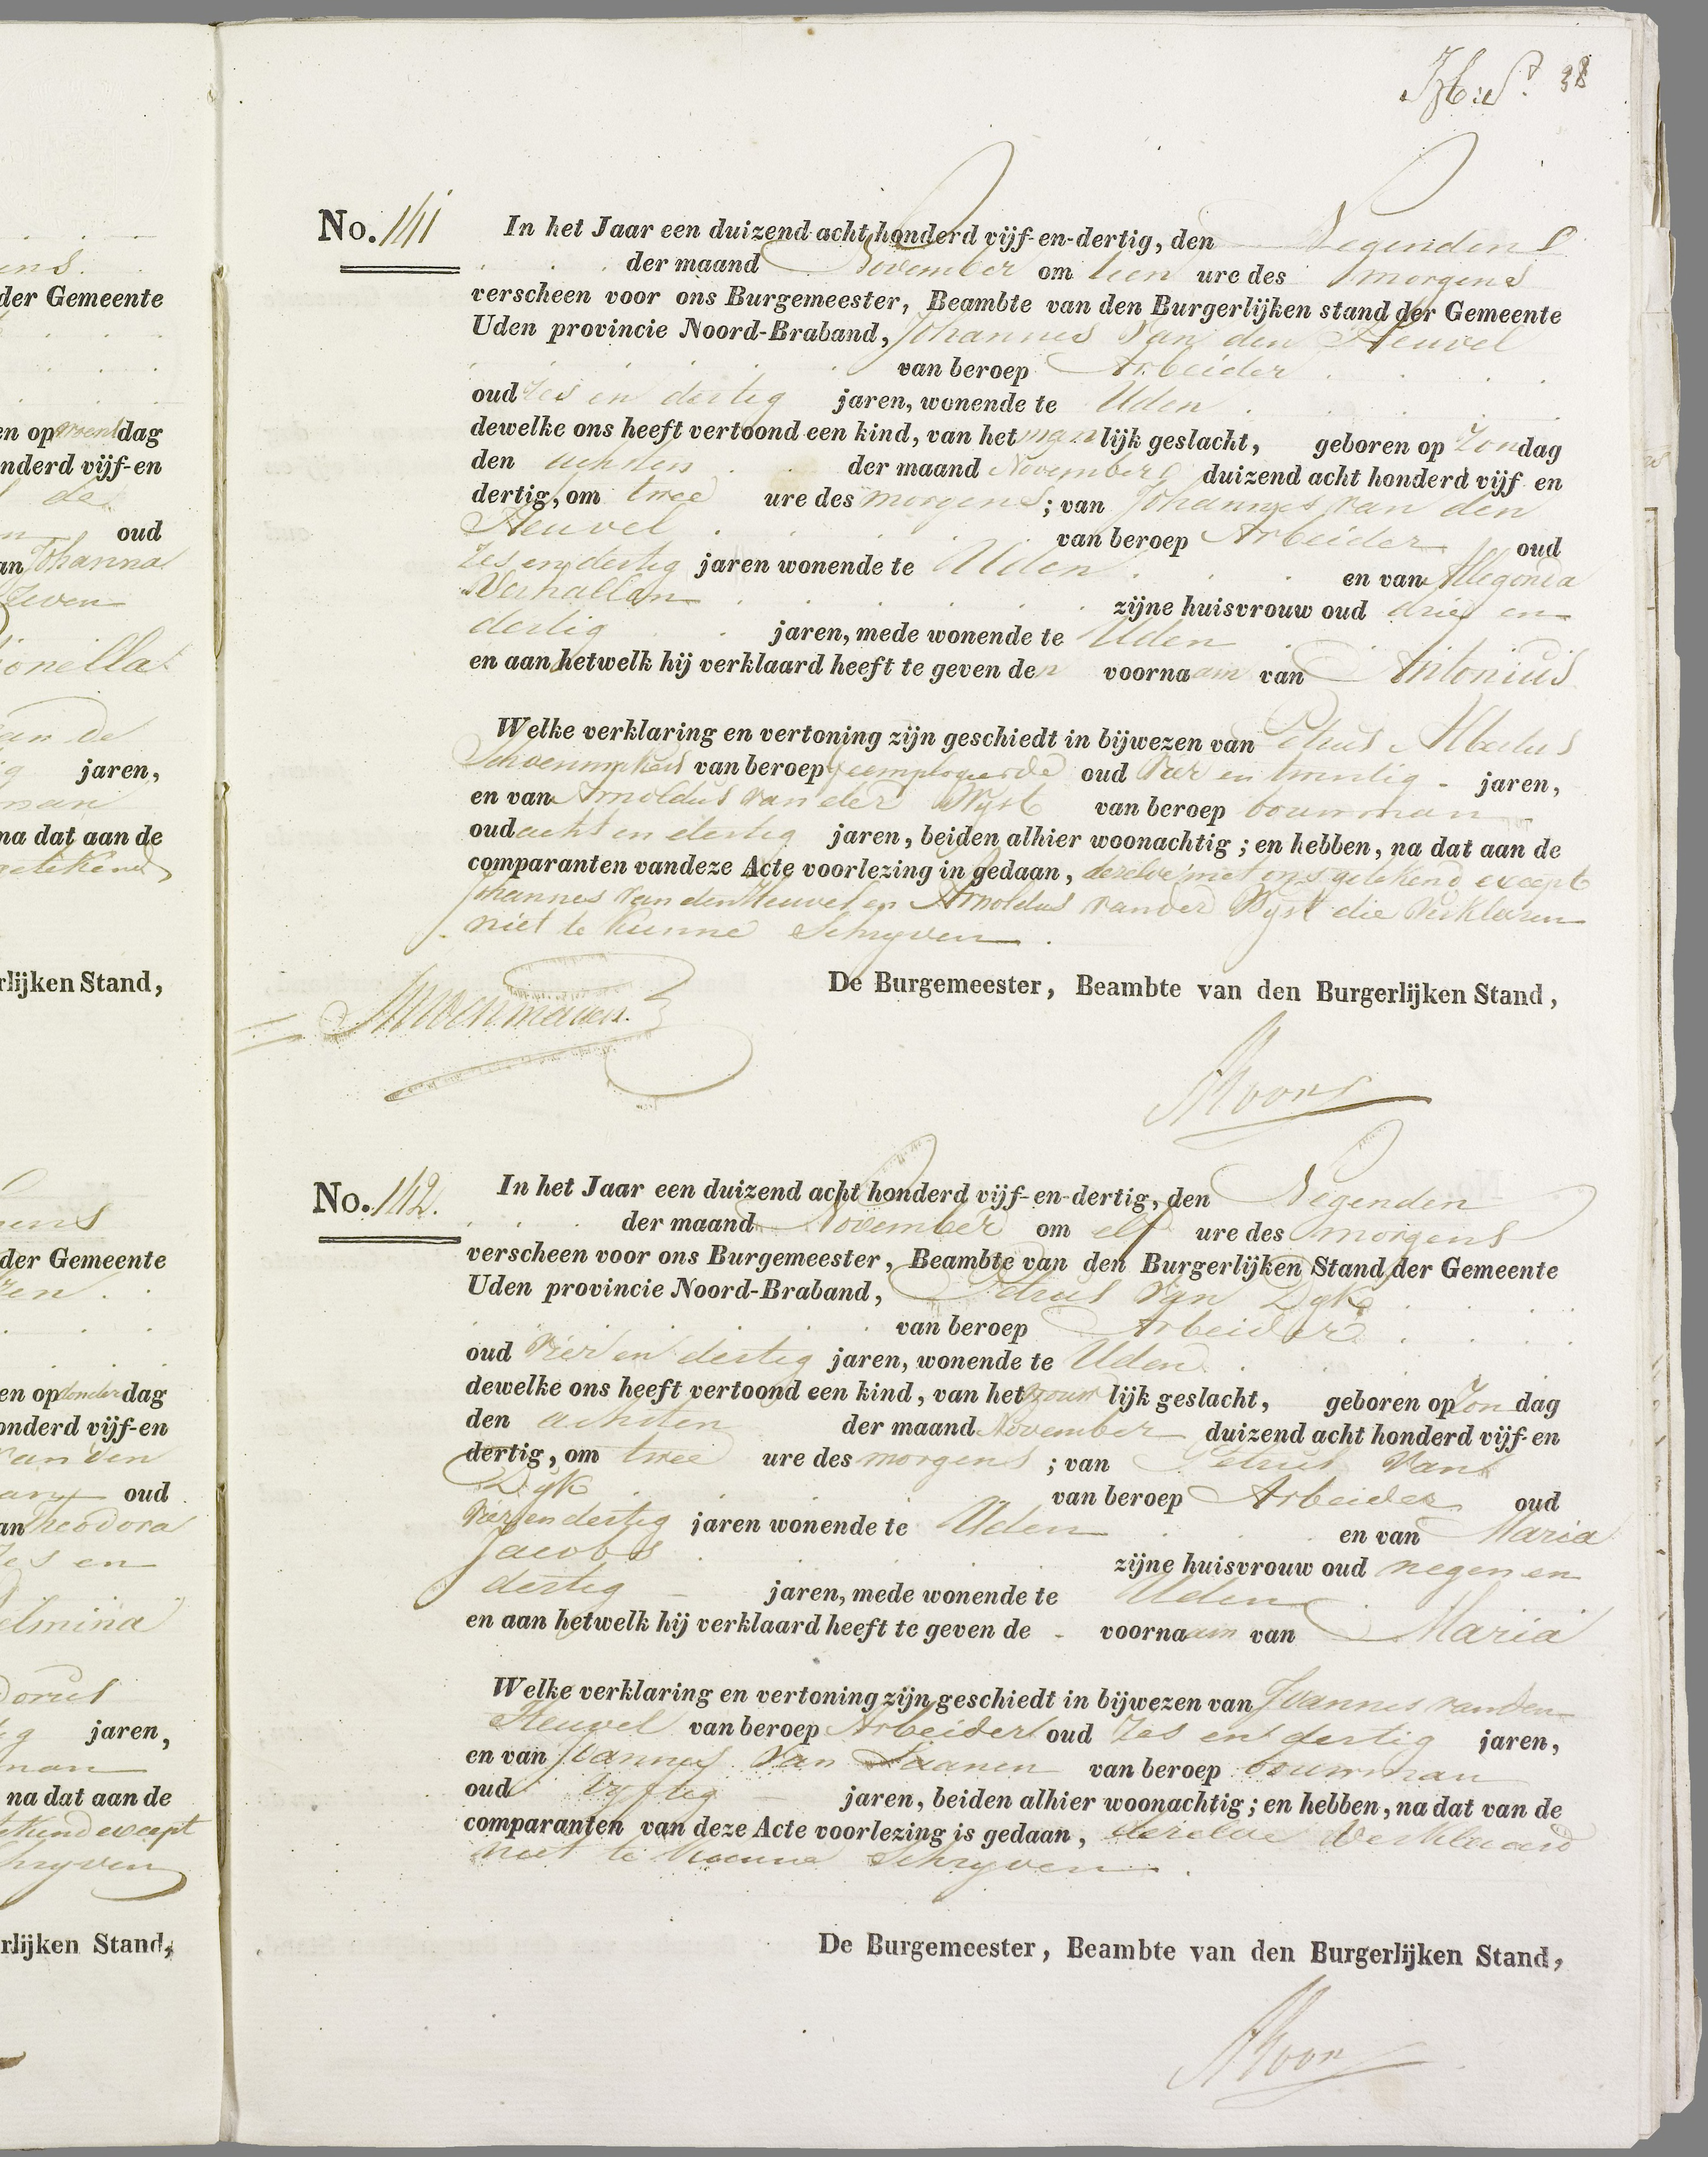 38
No. 141 In het Jaar een duizend acht honderd vijf-en-dertig, den Negenden
der maand November om tien ure des morgens
verscheen voor ons Burgemeester, Beambte van den Burgerlijken stand der Gemeente
Uden provincie Noord-Braband, Johannes van den Heuvel
van beroep Arbeider
oud zes en dertig jaren, wonende te Uden
dewelke ons heeft vertoond een kind, van het manlijk geslacht, geboren op Zondag
den achtsten der maand November duizend acht honderd vijf en
dertig, om twee ure des morgens; van Johannes van den
Heuvel van beroep Arbeider oud
zes en dertig jaren wonende te Uden en van Allegonda
Verhallen zijne huisvrouw oud drie en
dertig jaren, mede wonende te Uden
en aan hetwelk hij verklaard heeft te geven den voornaam van Antonius
Welke verklaring en vertoning zijn geschiedt in bijwezen van Petrus Albertus
Schoenmakers van beroep geemploieerde oud vier en twintig - jaren,
en van Arnoldus van der Wyst van beroep bouwman
oud acht en dertig jaren, beiden alhier woonachtig; en hebben, na dat aan de
comparanten van deze Acte voorlezing in gedaan, dezelve met ons getekend except
Johannes van den Heuvel en Arnoldus van der Wyst die verklaren
niet te kunne Schryven.
De Burgemeester, Beambte van den Burgerlijken Stand,
No. 142. In het Jaar een duizend acht honderd vijf-en-dertig, den Negenden
der maand November om elf ure des morgens
verscheen voor ons Burgemeester, Beambte van den Burgerlijken Stand der Gemeente
Uden provincie Noord-Braband, Petrus van Dyk
van beroep Arbeider
oud vier en dertig jaren, wonende te Uden
dewelke ons heeft vertoond een kind, van het vrouwlijk geslacht, geboren op Zondag
den achtsten der maand November duizend acht honderd vijf-en
dertig, om twee ure des morgens; van Petrus van
Dyk van beroep Arbeider oud
vier en dertig jaren wonende te Uden en van Maria
Jacobs zijne huisvrouw oud negen en
dertig jaren, mede wonende te Uden
en aan hetwelk hij verklaard heeft te geven de - voornaam van Maria
Welke verklaring en vertoning zijn geschiedt in bijwezen van Joannes van den
Heuvel van beroep Arbeider oud zes en dertig jaren,
en van Joannes van van beroep bouwman
oud vyftig jaren, beiden alhier woonachtig; en hebben, na dat van de
comparanten van deze Acte voorlezing is gedaan, dezelve verklaard
niet te kunne Schryven.
De Burgemeester, Beambte van den Burgerlijken Stand,